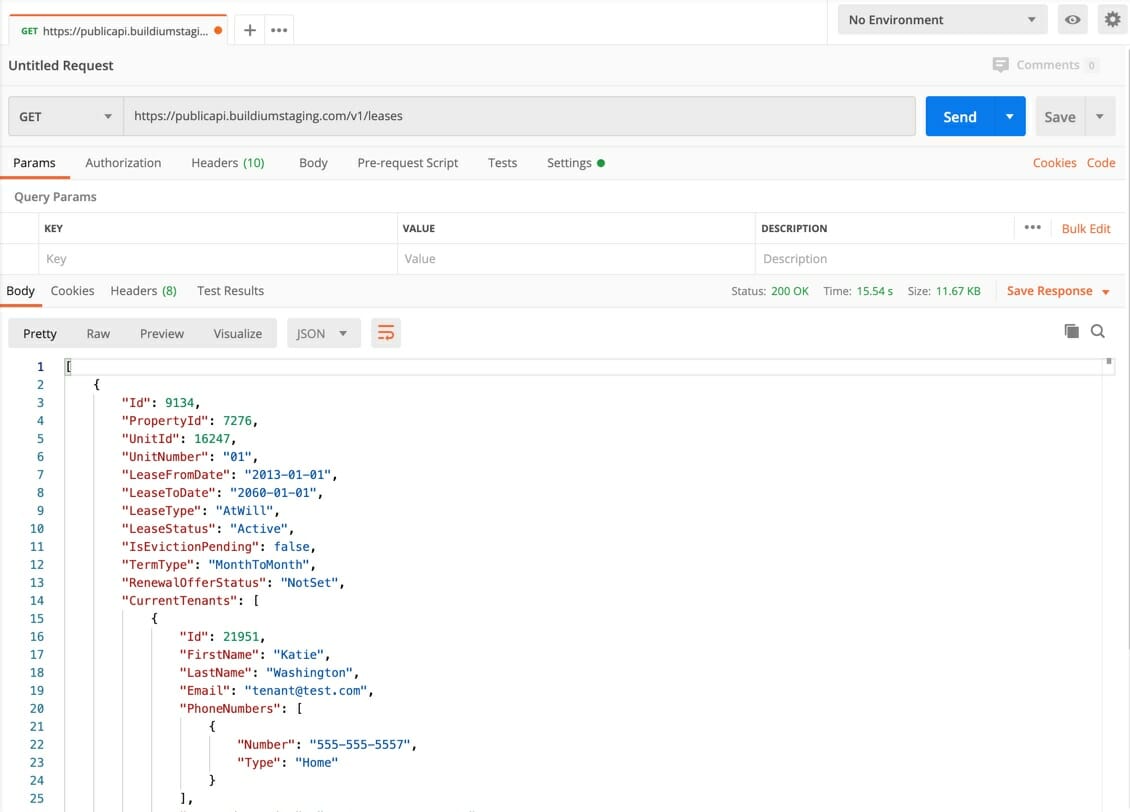 GET https://publicapi.buildiumstagi...
No Environment
Untitled Request
Comments 0
GET https://publicapi.buildiumstaging.com/v1/leases Send Save
Params Authorization Headers (10) Body Pre-request Script Tests Settings Cookies Code
Query Params
KEY VALUE DESCRIPTION ••• Bulk Edit
Key Value Description
Body Cookies Headers (8) Test Results Status: 200 OK Time: 15.54 s Size: 11.67 KB Save Response
Pretty Raw Preview Visualize JSON
1 [
2 {
3 "Id": 9134,
4 "PropertyId": 7276,
5 "UnitId": 16247,
6 "UnitNumber": "01",
7 "LeaseFromDate": "2013-01-01",
8 "LeaseToDate": "2060-01-01",
9 "LeaseType": "AtWill",
10 "LeaseStatus": "Active",
11 "IsEvictionPending": false,
12 "TermType": "MonthToMonth",
13 "RenewalOfferStatus": "NotSet",
14 "CurrentTenants": [
15 {
16 "Id": 21951,
17 "FirstName": "Katie",
18 "LastName": "Washington",
19 "Email": "tenant@test.com",
20 "PhoneNumbers": [
21 {
22 "Number": "555-555-5557",
23 "Type": "Home"
24 }
25 ],